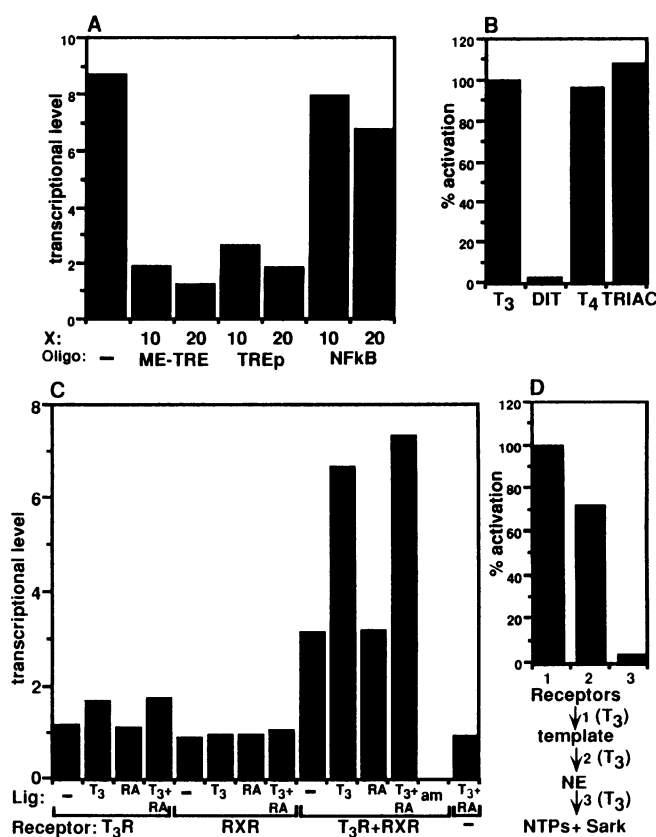 A
transcriptional level
10
8
6
4
2
0
X: 10 20 10 20 10 20
Oligo: – ME-TRE TREp NFkB
B
% activation
120
100
80
60
40
20
0
T3 DIT T4 TRIAC
C
transcriptional level
8
6
4
2
0
Lig: – T3 RA T3+ RA – T3 RA T3+ RA – T3 RA T3+ RA am T3+ RA
Receptor: T3R RXR T3R+RXR –
D
% activation
120
100
80
60
40
20
0
1 2 3
Receptors
1 (T3)
template
2 (T3)
NE
3 (T3)
NTPs+ Sark